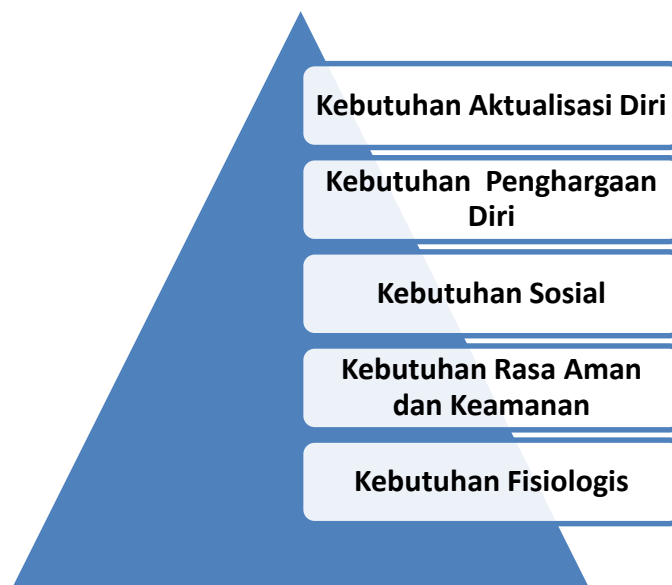 Kebutuhan Aktualisasi Diri
Kebutuhan Penghargaan
Diri
Kebutuhan Sosial
Kebutuhan Rasa Aman
dan Keamanan
Kebutuhan Fisiologis